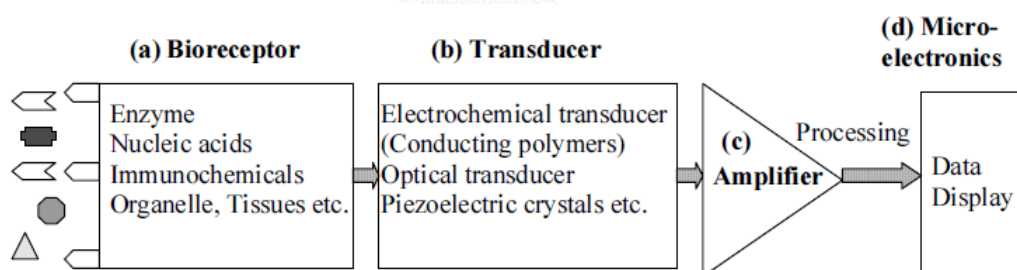 (a) Bioreceptor
Enzyme
Nucleic acids
Immunochemicals
Organelle, Tissues etc.
(b) Transducer
Electrochemical transducer
(Conducting polymers)
Optical transducer
Piezoelectric crystals etc.
(c)
Amplifier
Processing
(d) Micro-
electronics
Data
Display